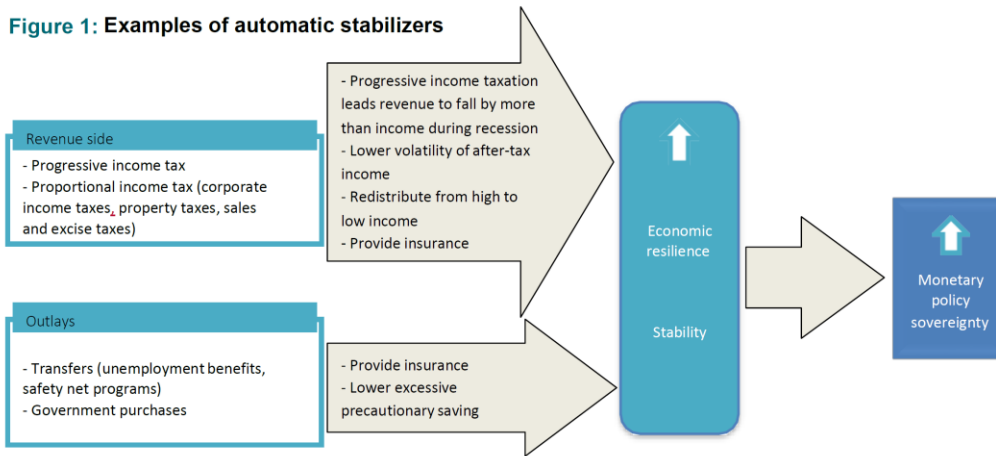 Figure 1: Examples of automatic stabilizers
Revenue side
- Progressive income tax
- Proportional income tax (corporate
income taxes, property taxes, sales
and excise taxes)
- Progressive income taxation
leads revenue to fall by more
than income during recession
- Lower volatility of after-tax
income
- Redistribute from high to
low income
- Provide insurance
Outlays
- Transfers (unemployment benefits,
safety net programs)
- Government purchases
- Provide insurance
- Lower excessive
precautionary saving
Economic
resilience
Stability
Monetary
policy
sovereignty